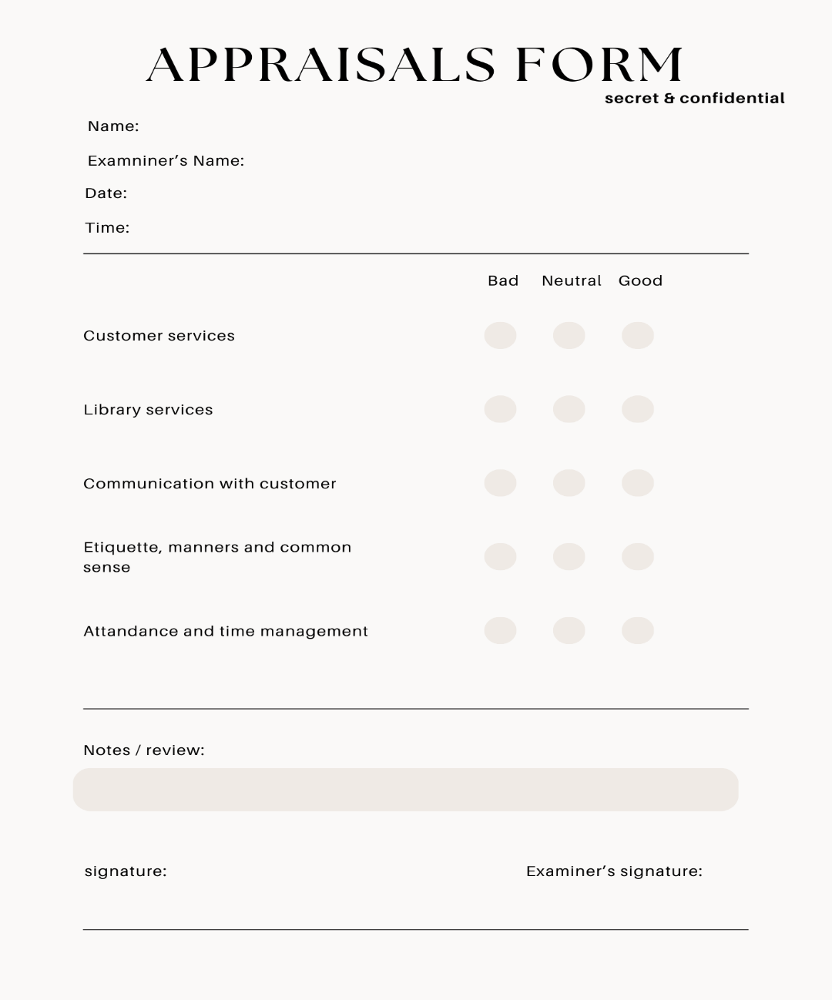 APPRAISALS FORM
secret & confidential
Name:
Examniner’s Name:
Date:
Time:
Bad Neutral Good
Customer services
Library services
Communication with customer
Etiquette, manners and common
sense
Attandance and time management
Notes / review:
signature: Examiner’s signature: